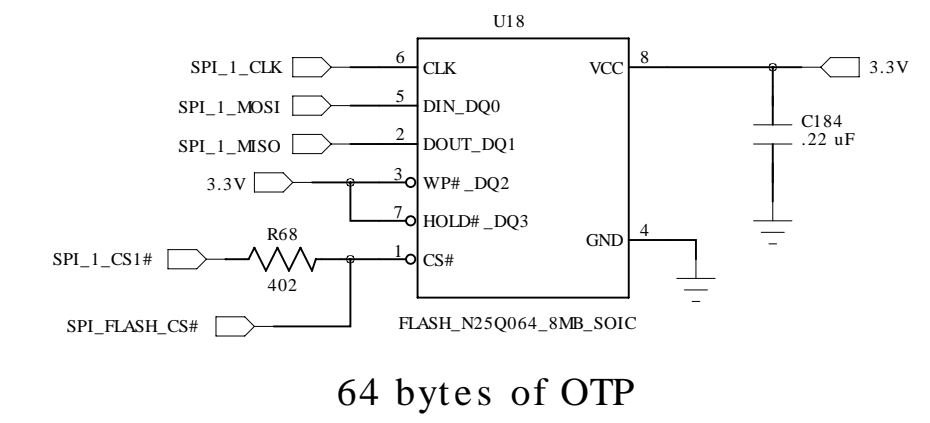 U18
SPI_1_CLK 6 CLK VCC 8 3.3V
SPI_1_MOSI 5 DIN_DQ0
C184
SPI_1_MISO 2 DOUT_DQ1 .22 uF
3.3V 3 WP#_DQ2
7 HOLD#_DQ3
R68 GND 4
SPI_1_CS1# 1 CS#
402
SPI_FLASH_CS# FLASH_N25Q064_8MB_SOIC
64 bytes of OTP